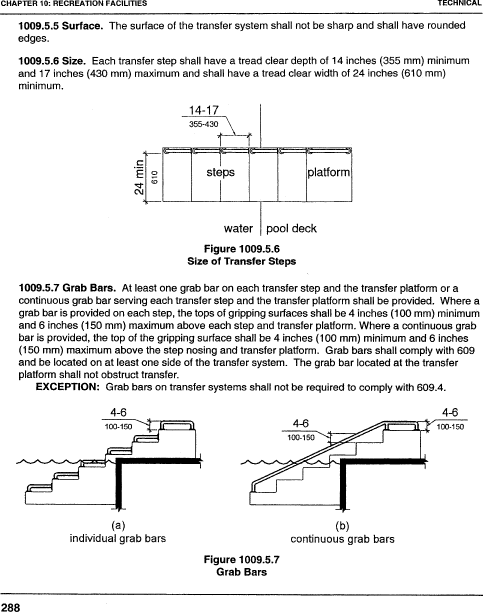 CHAPTER 10: RECREATION FACILITIES TECHNICAL
1009.5.5 Surface. The surface of the transfer system shall not be sharp and shall have rounded
edges.
1009.5.6 Size. Each transfer step shall have a tread clear depth of 14 inches (355 mm) minimum
and 17 inches (430 mm) maximum and shall have a tread clear width of 24 inches (610 mm)
minimum.
14-17
355-430
24 min
610
steps
platform
water
pool deck
Figure 1009.5.6
Size of Transfer Steps
1009.5.7 Grab Bars. At least one grab bar on each transfer step and the transfer platform or a
continuous grab bar serving each transfer step and the transfer platform shall be provided. Where a
grab bar is provided on each step, the tops of gripping surfaces shall be 4 inches (100 mm) minimum
and 6 inches (150 mm) maximum above each step and transfer platform. Where a continuous grab
bar is provided, the top of the gripping surface shall be 4 inches (100 mm) minimum and 6 inches
(150 mm) maximum above the step nosing and transfer platform. Grab bars shall comply with 609
and be located on at least one side of the transfer system. The grab bar located at the transfer
platform shall not obstruct transfer.
EXCEPTION: Grab bars on transfer systems shall not be required to comply with 609.4.
4-6
100-150
4-6
100-150
4-6
100-150
(a)
individual grab bars
(b)
continuous grab bars
Figure 1009.5.7
Grab Bars
288